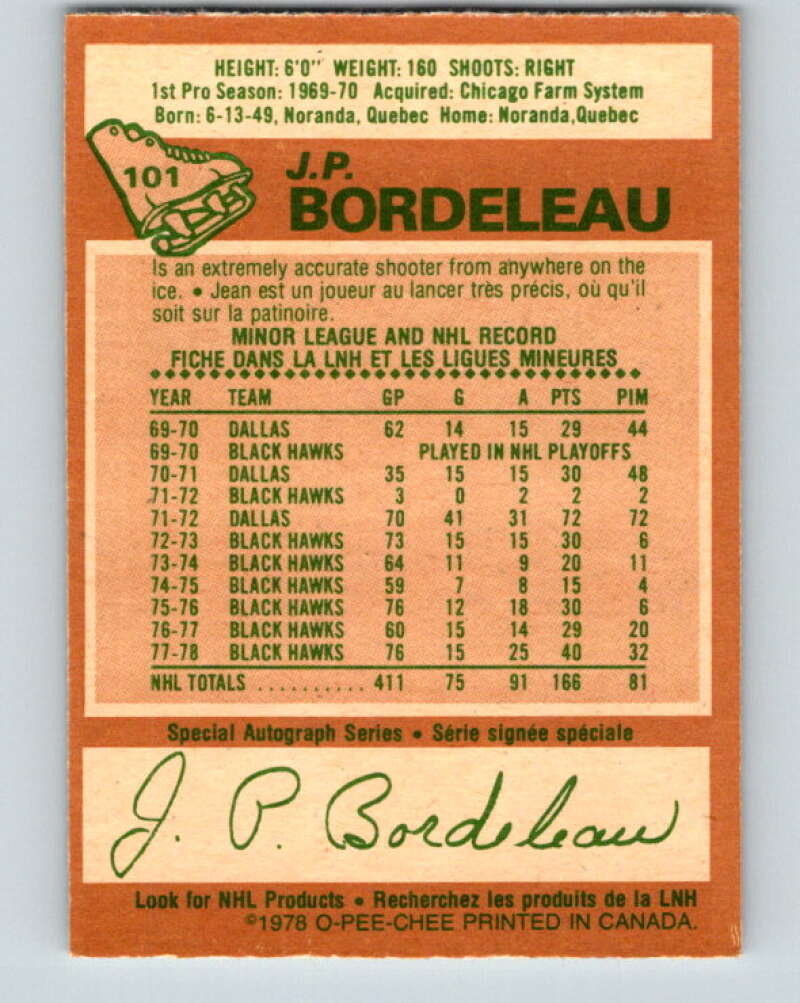 HEIGHT: 6'0" WEIGHT: 160 SHOOTS: RIGHT
1st Pro Season: 1969-70 Acquired: Chicago Farm System
Born: 6-13-49, Noranda, Quebec Home: Noranda, Quebec
101
J.P.
BORDELEAU
Is an extremely accurate shooter from anywhere on the
ice. • Jean est un joueur au lancer très précis, où qu'il
soit sur la patinoire.
MINOR LEAGUE AND NHL RECORD
FICHE DANS LA LNH ET LES LIGUES MINEURES
YEAR TEAM GP G A PTS PIM
69-70 DALLAS 62 14 15 29 44
69-70 BLACK HAWKS PLAYED IN NHL PLAYOFFS
70-71 DALLAS 35 15 15 30 48
71-72 BLACK HAWKS 3 0 2 2 2
71-72 DALLAS 70 41 31 72 72
72-73 BLACK HAWKS 73 15 15 30 6
73-74 BLACK HAWKS 64 11 9 20 11
74-75 BLACK HAWKS 59 7 8 15 4
75-76 BLACK HAWKS 76 12 18 30 6
76-77 BLACK HAWKS 60 15 14 29 20
77-78 BLACK HAWKS 76 15 25 40 32
NHL TOTALS .......... 411 75 91 166 81
Special Autograph Series • Série signée spéciale
J. P. Bordeleau
Look for NHL Products • Recherchez les produits de la LNH
©1978 O-PEE-CHEE PRINTED IN CANADA.